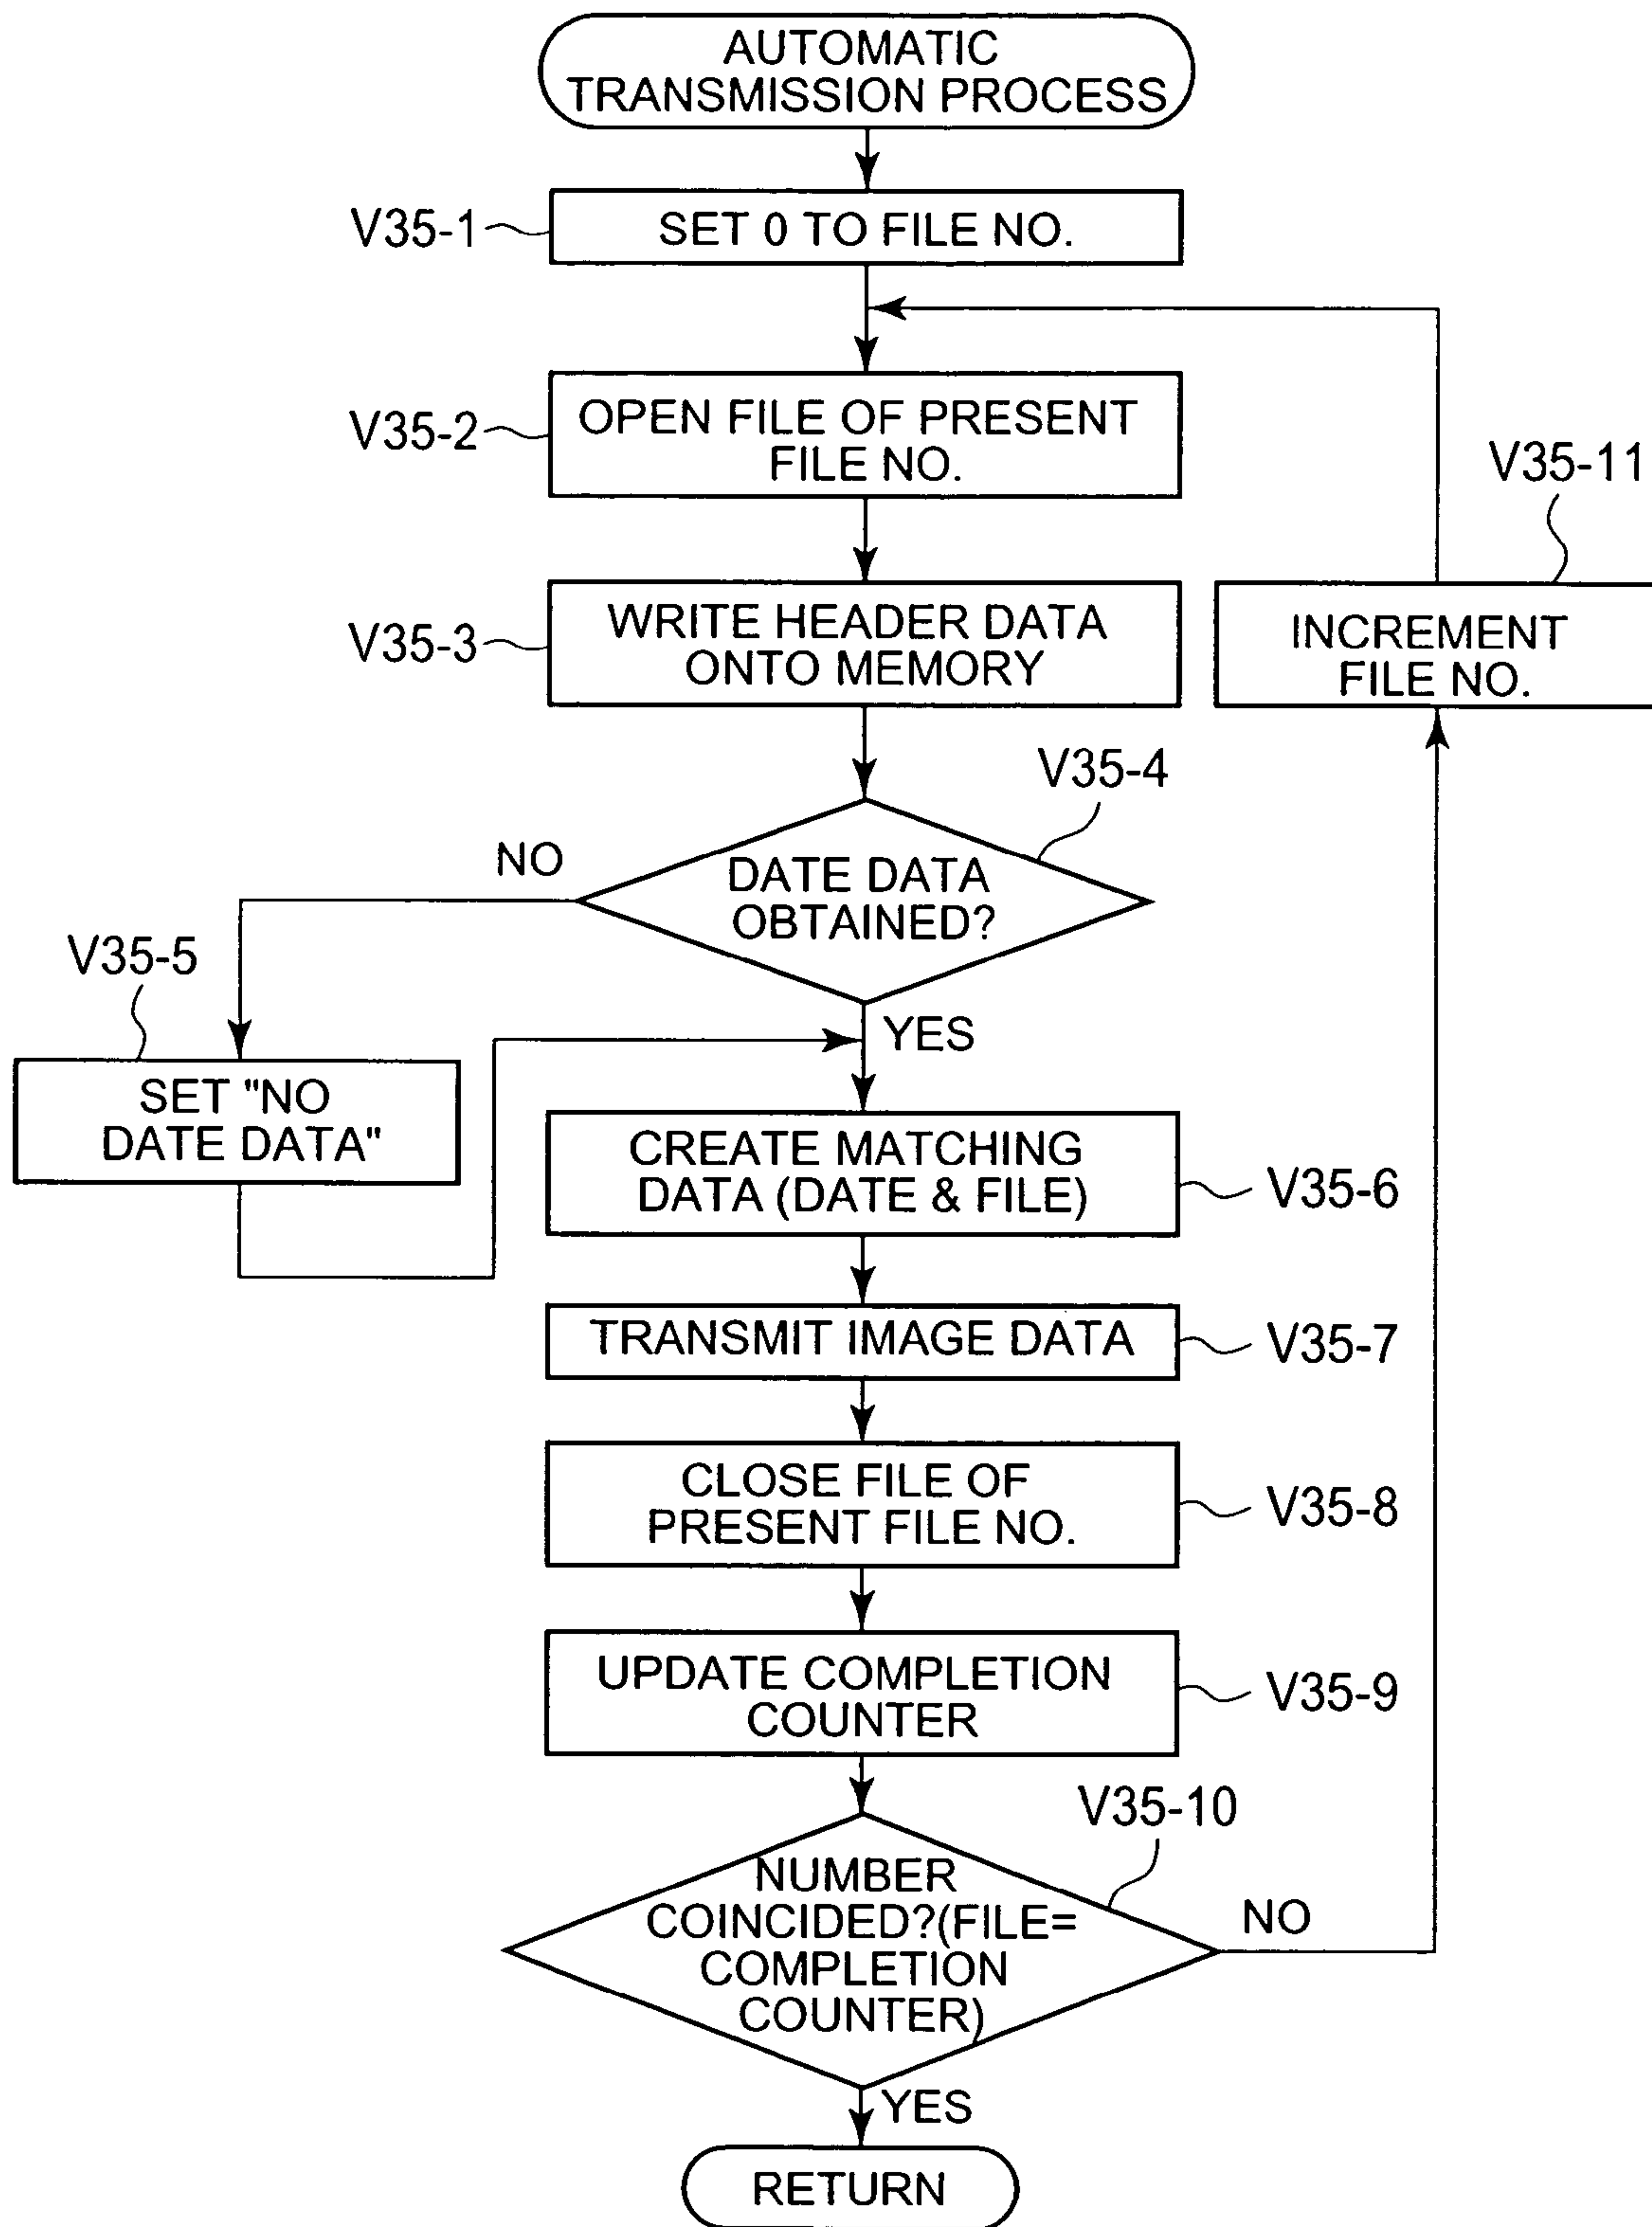 AUTOMATIC
TRANSMISSION PROCESS
V35-1
SET 0 TO FILE NO.
V35-2
OPEN FILE OF PRESENT
FILE NO.
V35-11
INCREMENT
FILE NO.
V35-3
WRITE HEADER DATA
ONTO MEMORY
V35-4
NO
DATE DATA
OBTAINED?
V35-5
YES
SET "NO
DATE DATA"
CREATE MATCHING
DATA (DATE & FILE)
V35-6
TRANSMIT IMAGE DATA
V35-7
CLOSE FILE OF
PRESENT FILE NO.
V35-8
UPDATE COMPLETION
COUNTER
V35-9
V35-10
NUMBER
COINCIDED?(FILE=
COMPLETION
COUNTER)
NO
YES
RETURN